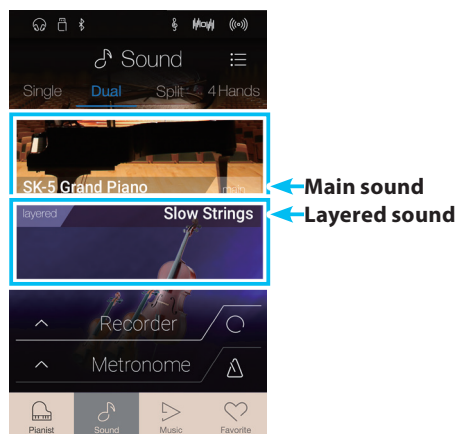 Sound
Single Dual Split 4 Hands
SK-5 Grand Piano main
Main sound
layered Slow Strings
Layered sound
Recorder
Metronome
Pianist Sound Music Favorite